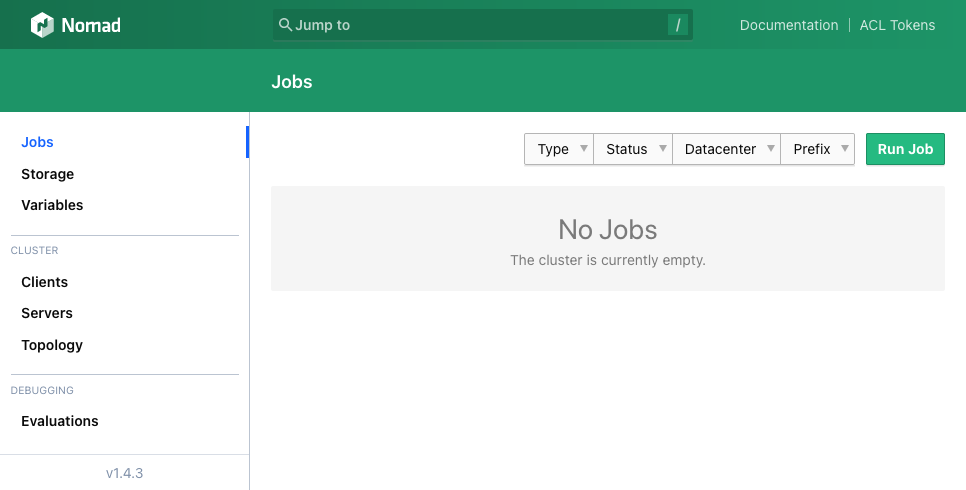 Nomad
Jump to /
Documentation ACL Tokens
Jobs
Jobs
Storage
Variables
CLUSTER
Clients
Servers
Topology
DEBUGGING
Evaluations
v1.4.3
Type Status Datacenter Prefix Run Job
No Jobs
The cluster is currently empty.